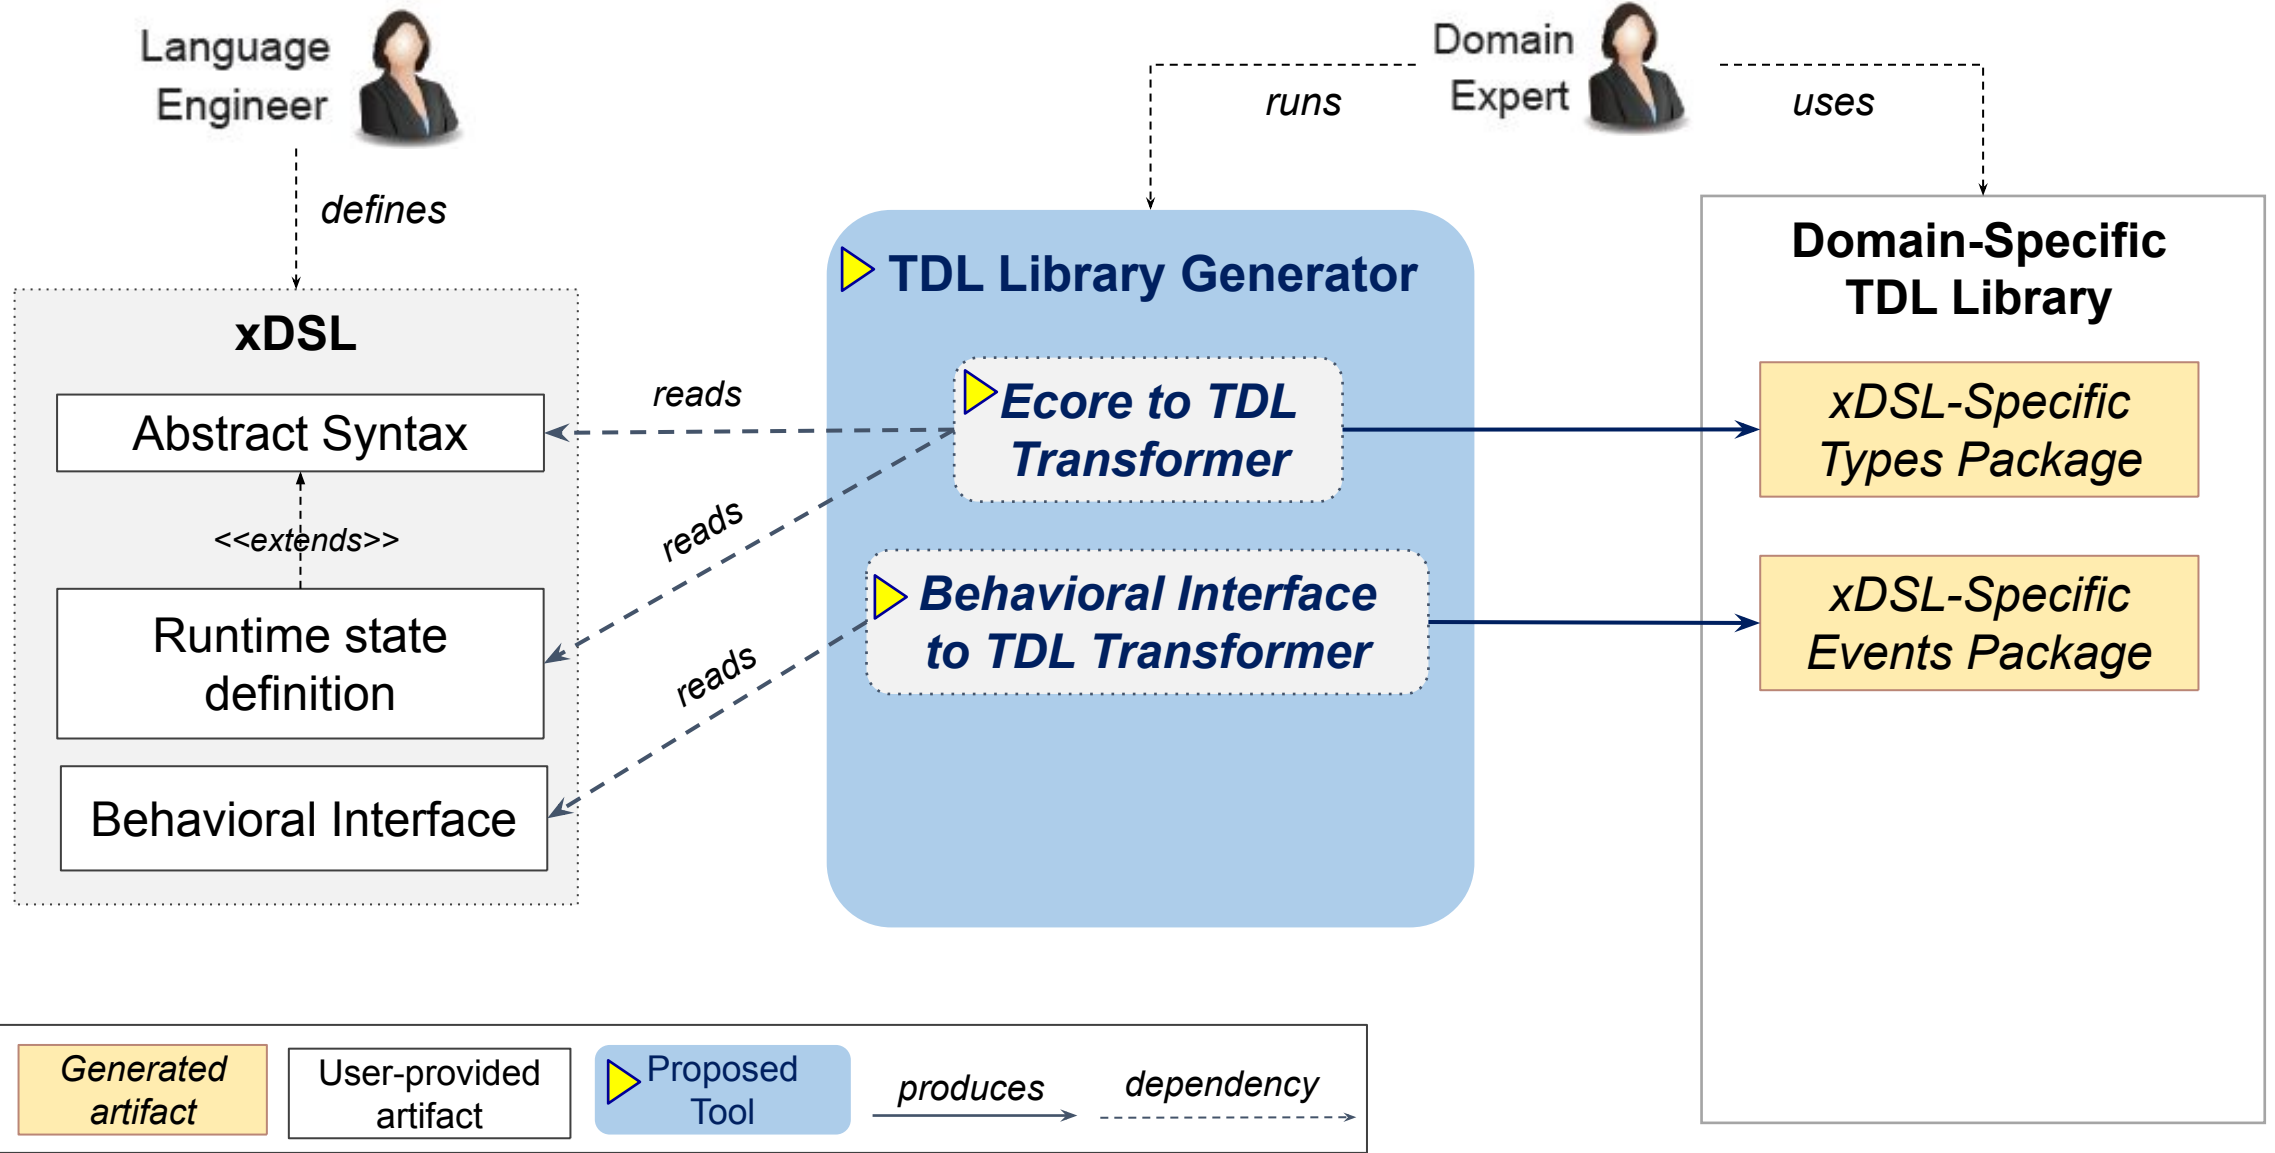 Language
Engineer
Domain
Expert
runs
uses
defines
xDSL
Abstract Syntax
<<extends>>
Runtime state
definition
Behavioral Interface
reads
reads
reads
TDL Library Generator
Ecore to TDL
Transformer
Behavioral Interface
to TDL Transformer
Domain-Specific
TDL Library
xDSL-Specific
Types Package
xDSL-Specific
Events Package
Generated
artifact
User-provided
artifact
Proposed
Tool
produces
dependency